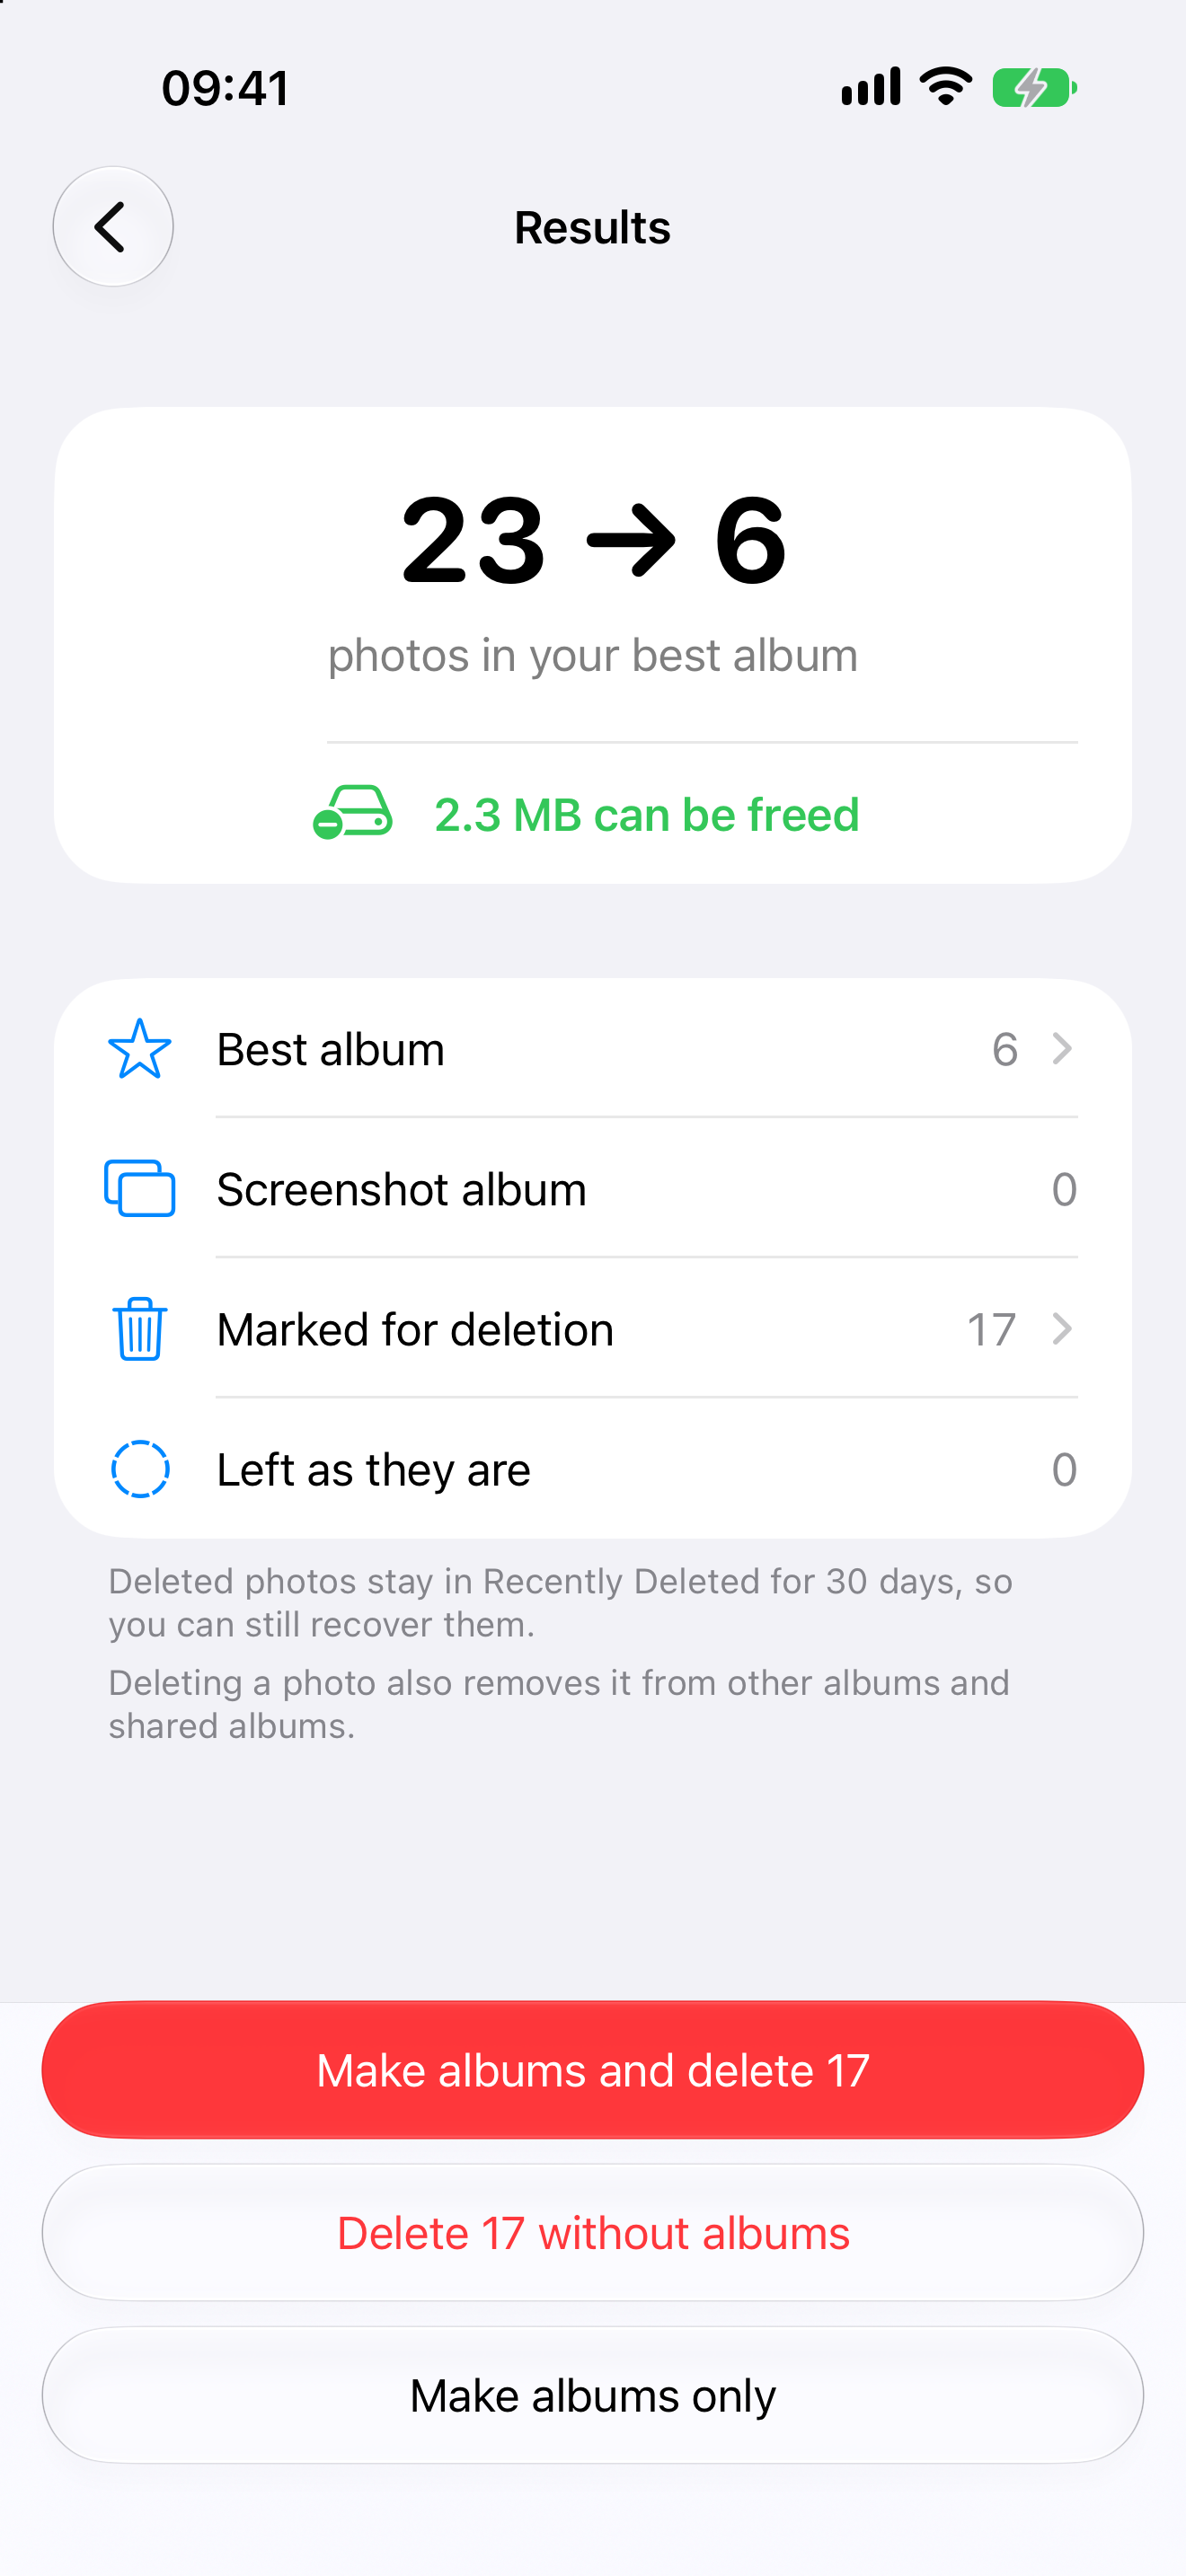 09:41
Results
23 → 6
photos in your best album
2.3 MB can be freed
Best album 6
Screenshot album 0
Marked for deletion 17
Left as they are 0
Deleted photos stay in Recently Deleted for 30 days, so
you can still recover them.
Deleting a photo also removes it from other albums and
shared albums.
Make albums and delete 17
Delete 17 without albums
Make albums only